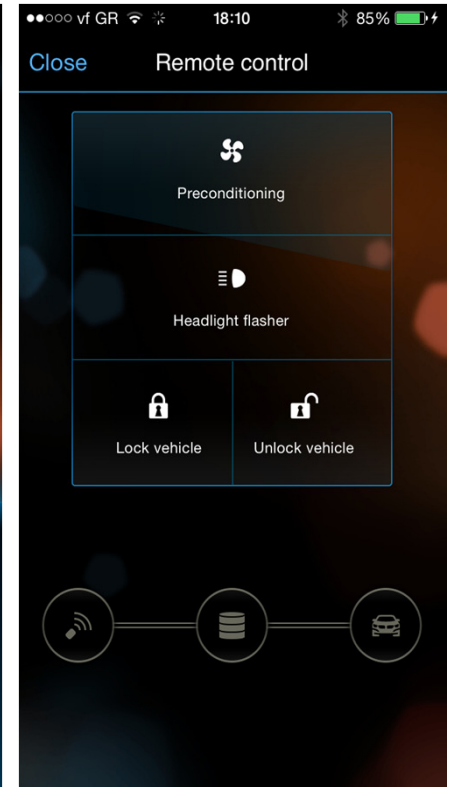 vf GR 18:10 85%
Close Remote control
Preconditioning
Headlight flasher
Lock vehicle Unlock vehicle